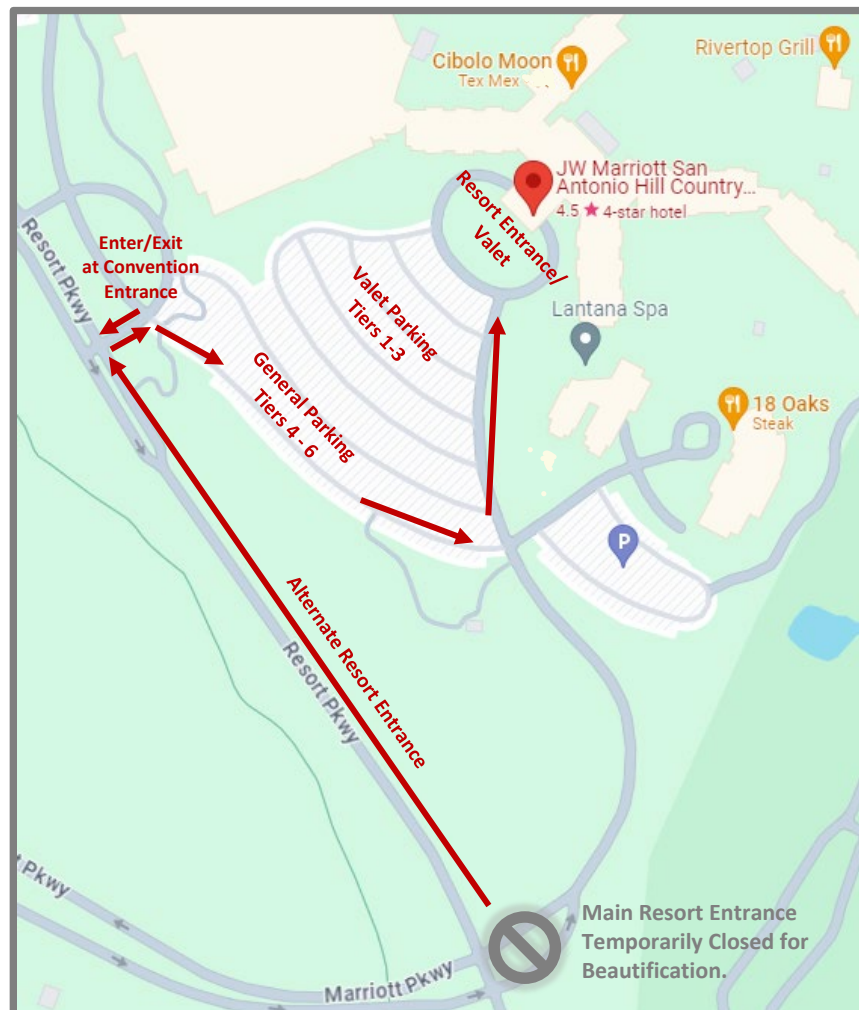 Cibolo Moon
Tex Mex
Rivertop Grill
JW Marriott San
Antonio Hill Country...
4.5 ★ 4-star hotel
Resort Entrance/
Valet
Resort Pkwy
Enter/Exit
at Convention
Entrance
Valet Parking
Tiers 1-3
Lantana Spa
General Parking
Tiers 4 - 6
18 Oaks
Steak
P
Alternate Resort Entrance
Resort Pkwy
t Pkwy
Main Resort Entrance
Temporarily Closed for
Beautification.
Marriott Pkwy